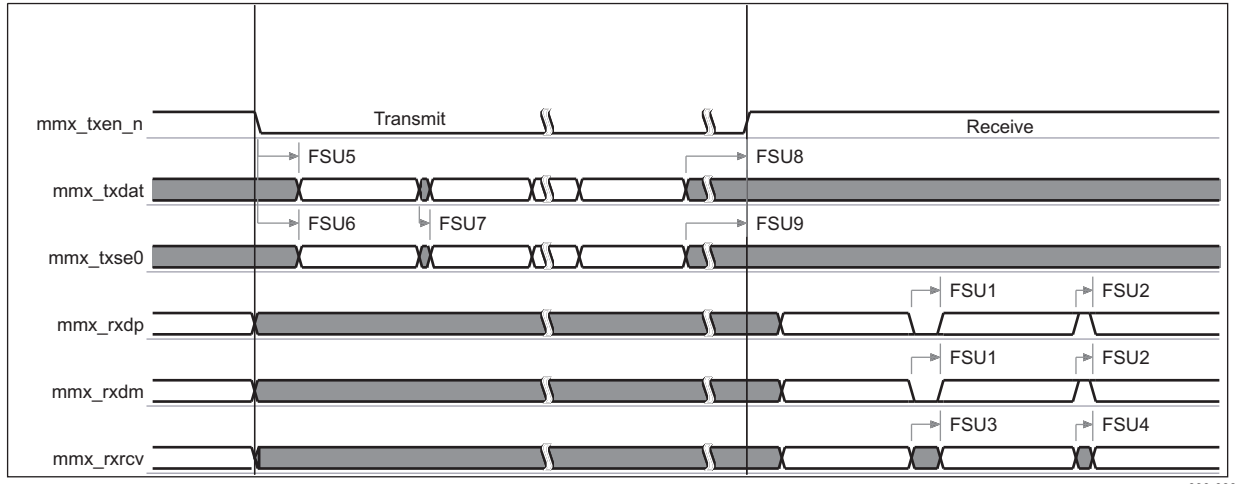 mmx_txen_n
Transmit
Receive
FSU5
FSU8
mmx_txdat
FSU6
FSU7
FSU9
mmx_txse0
FSU1
FSU2
mmx_rxdp
FSU1
FSU2
mmx_rxdm
FSU3
FSU4
mmx_rxrcv